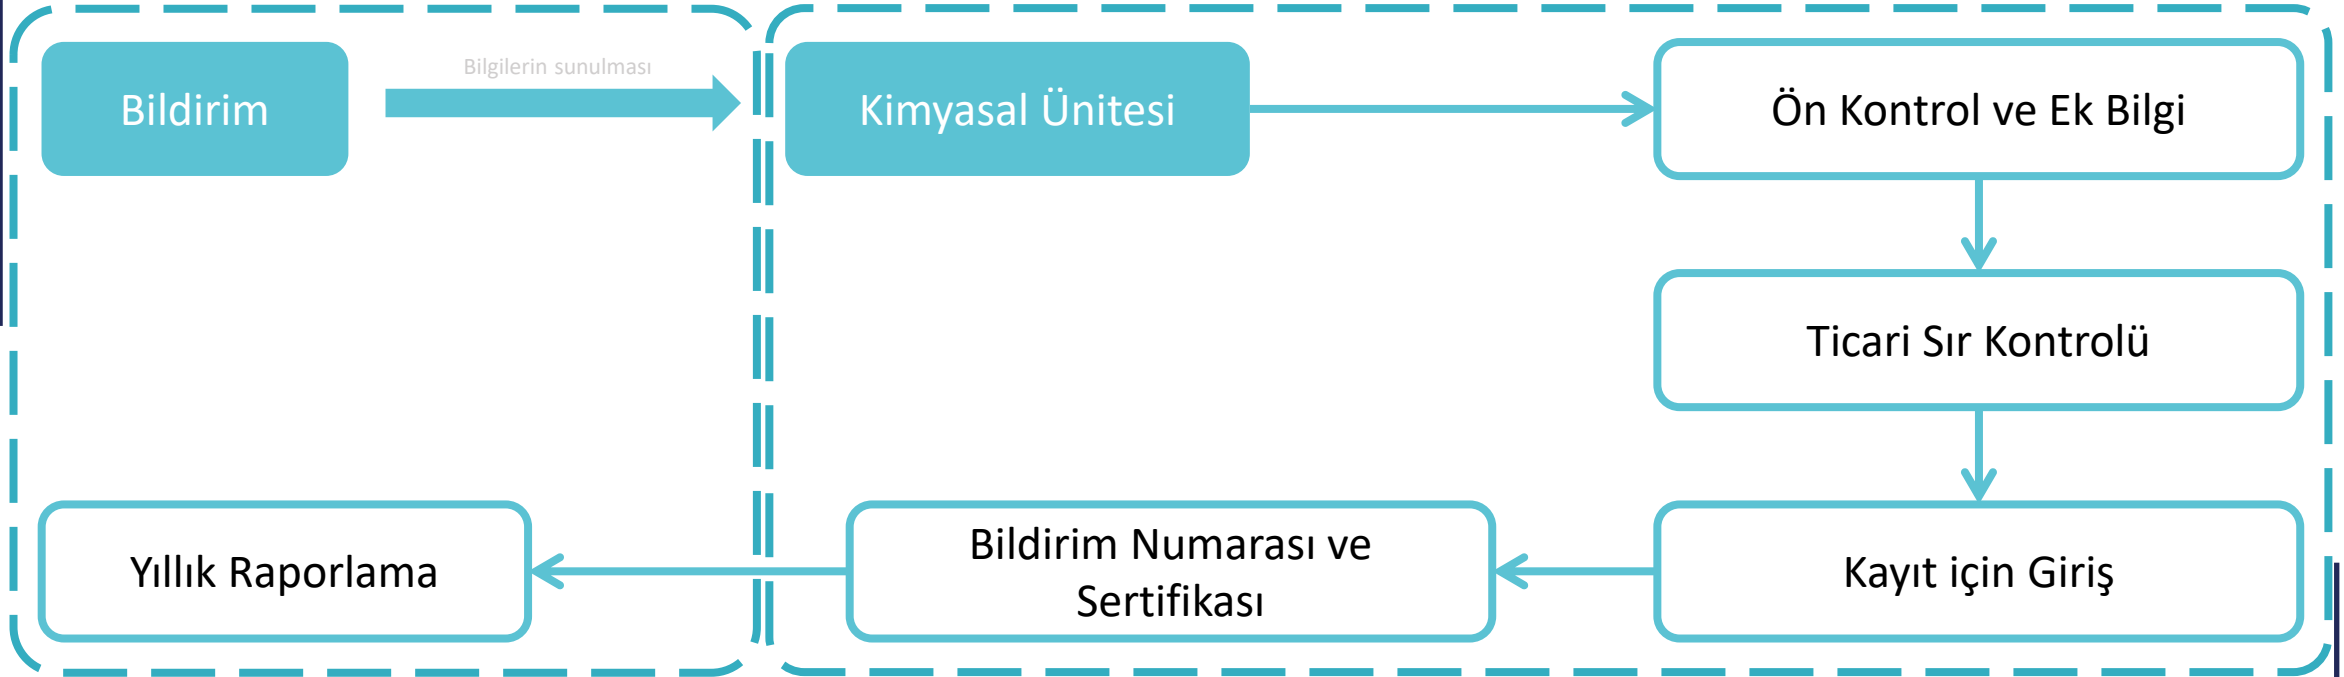 Bildirim
Bilgilerin sunulması
Kimyasal Ünitesi
Ön Kontrol ve Ek Bilgi
Ticari Sır Kontrolü
Kayıt için Giriş
Bildirim Numarası ve
Sertifikası
Yıllık Raporlama